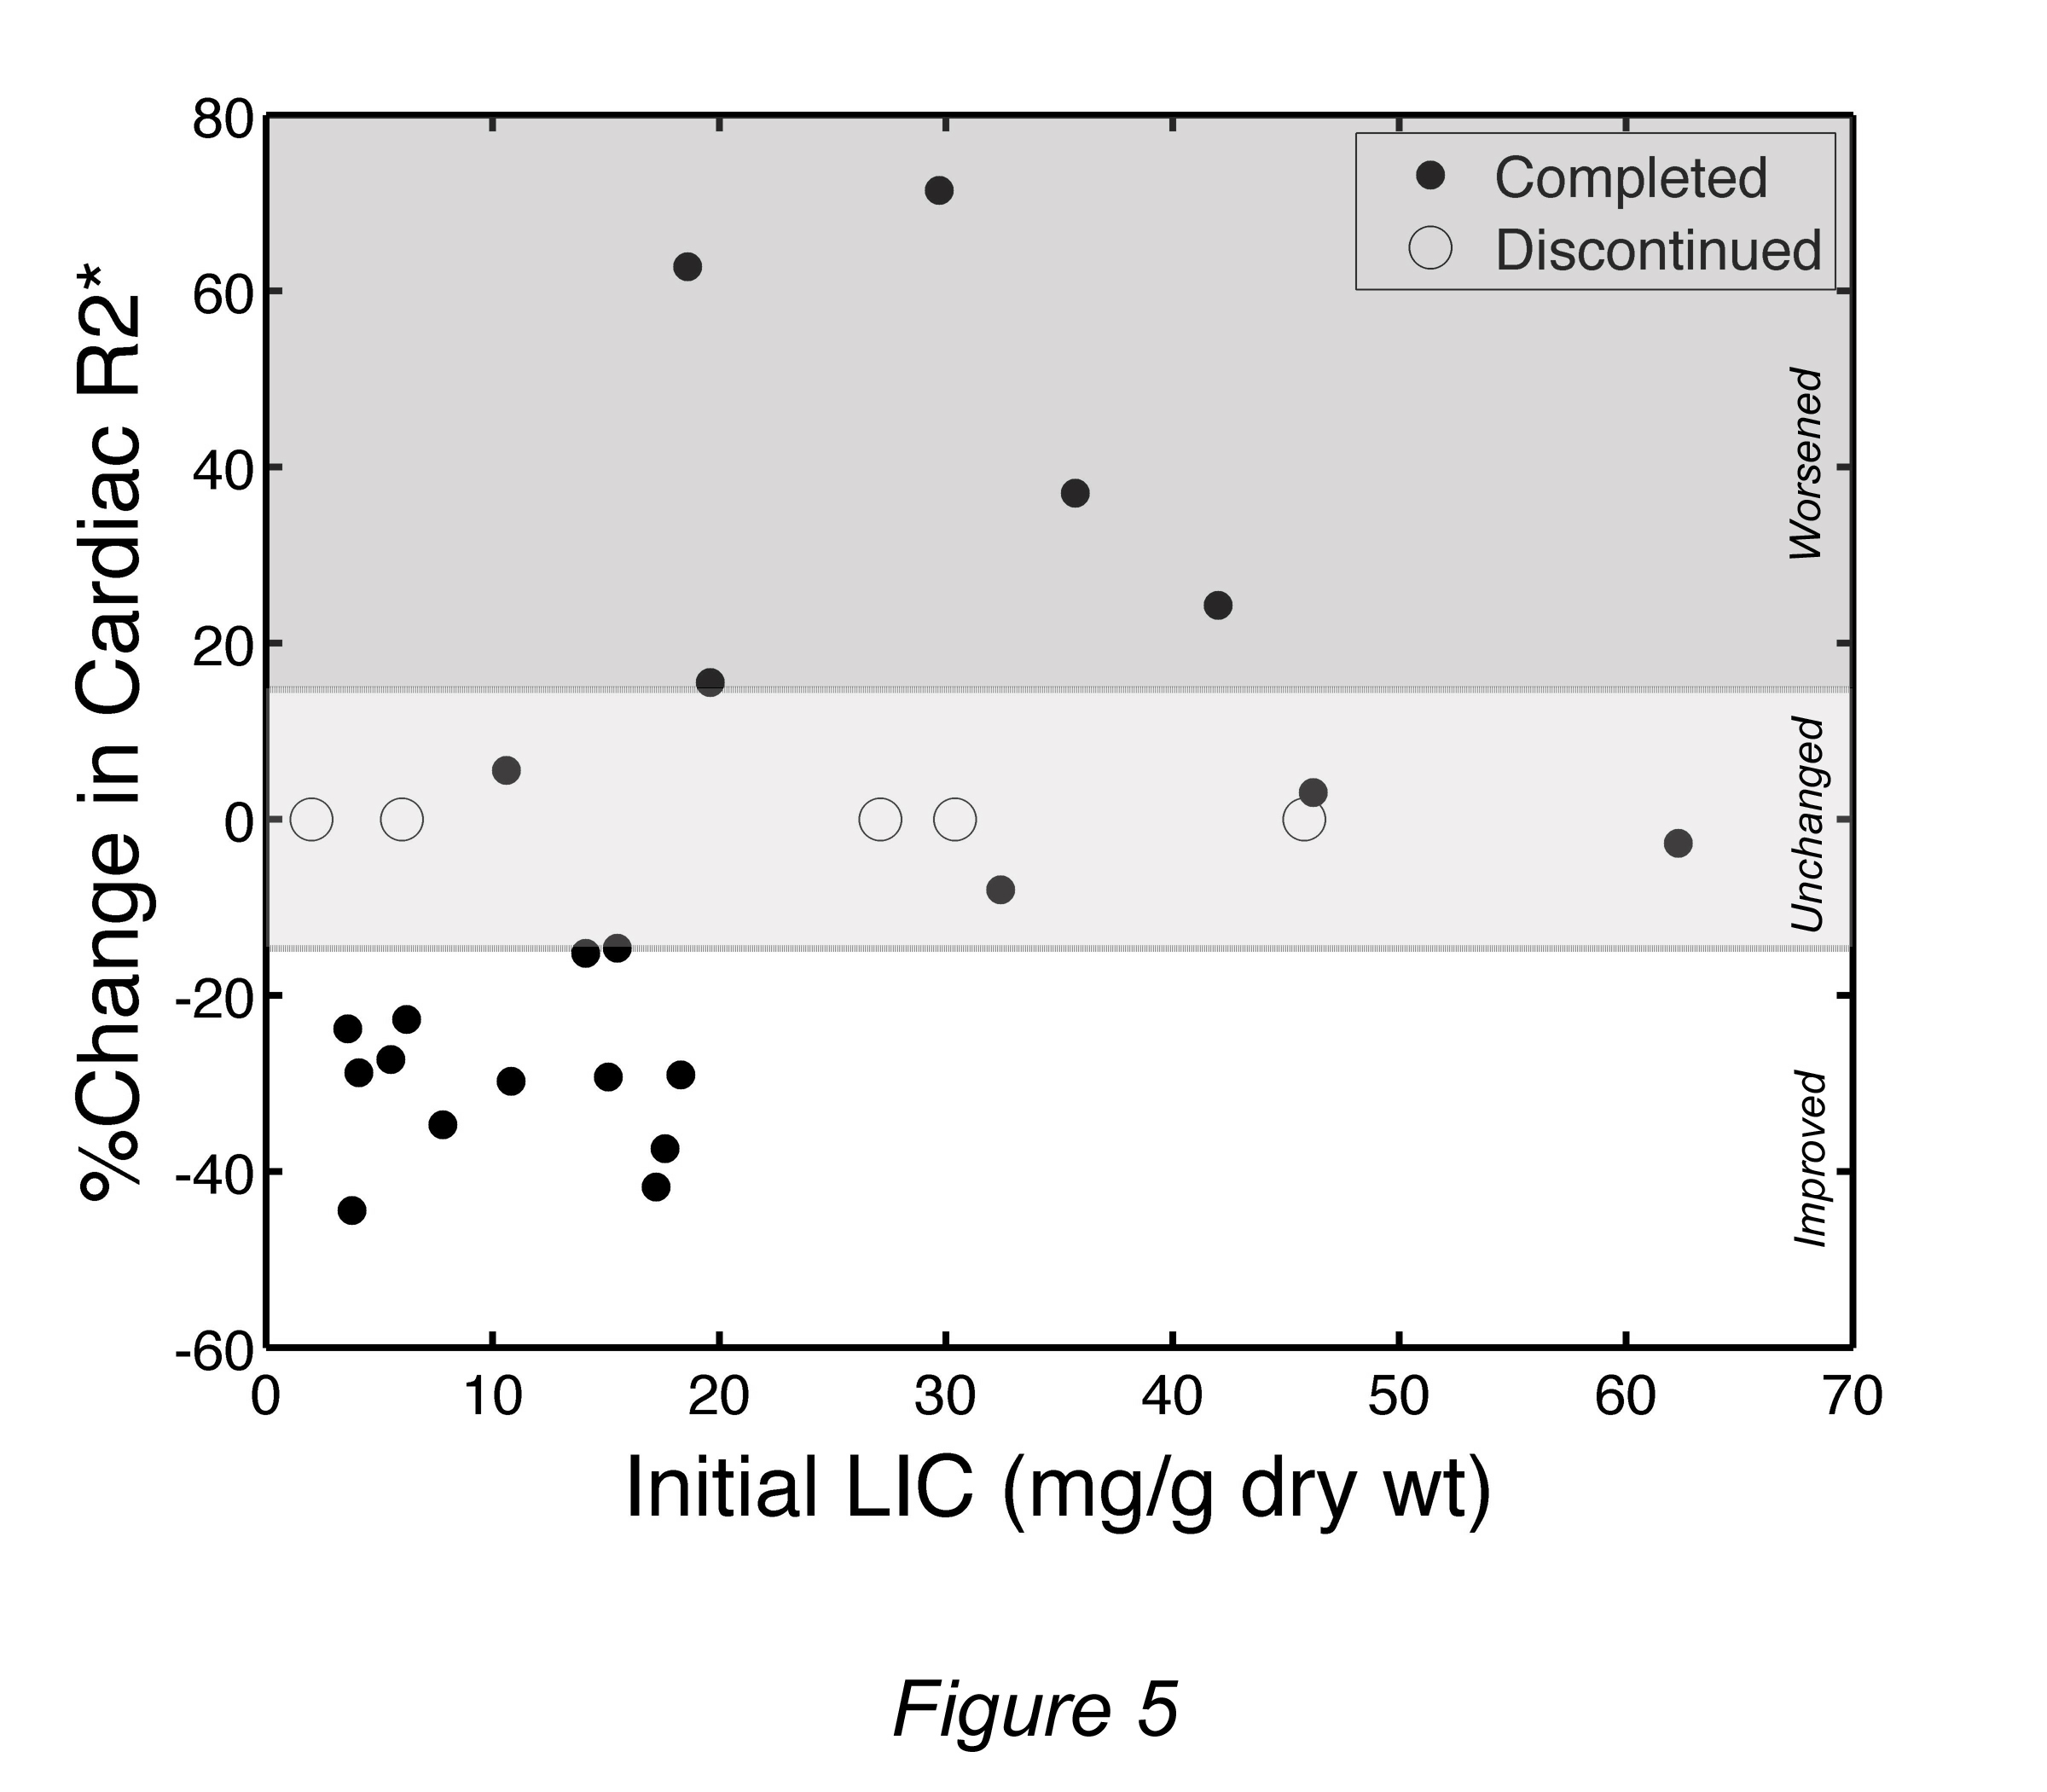 %Change in Cardiac R2*
80
60
40
20
0
-20
-40
-60
Completed
Discontinued
Worsened
Unchanged
Improved
0 10 20 30 40 50 60 70
Initial LIC (mg/g dry wt)
Figure 5